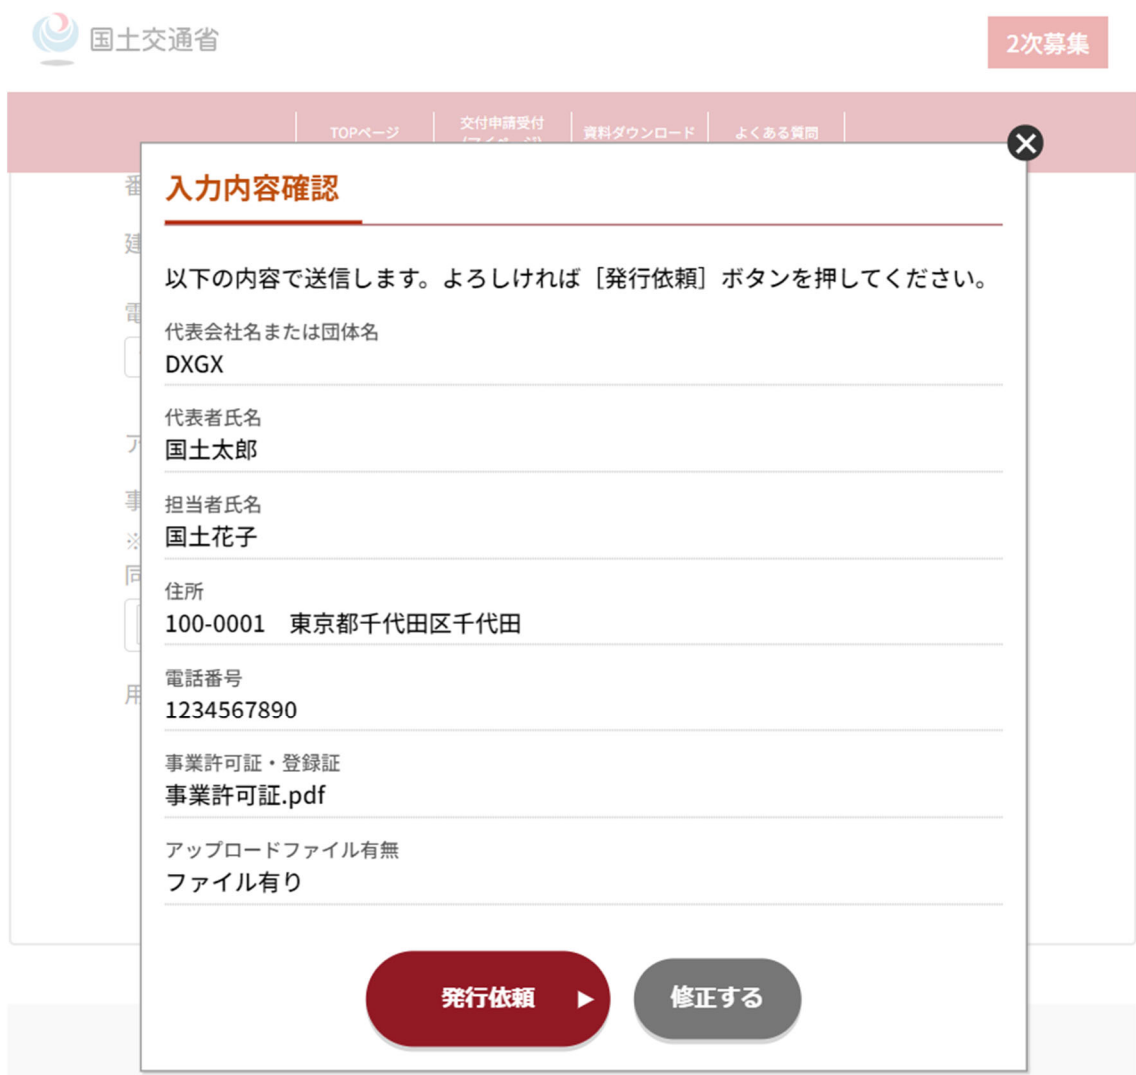 国土交通省
2次募集
TOPページ
交付申請受付
(マイページ)
資料ダウンロード
よくある質問
入力内容確認
以下の内容で送信します。よろしければ［発行依頼］ボタンを押してください。
代表会社名または団体名
DXGX
代表者氏名
国土太郎
担当者氏名
国土花子
住所
100-0001　東京都千代田区千代田
電話番号
1234567890
事業許可証・登録証
事業許可証.pdf
アップロードファイル有無
ファイル有り
発行依頼
修正する